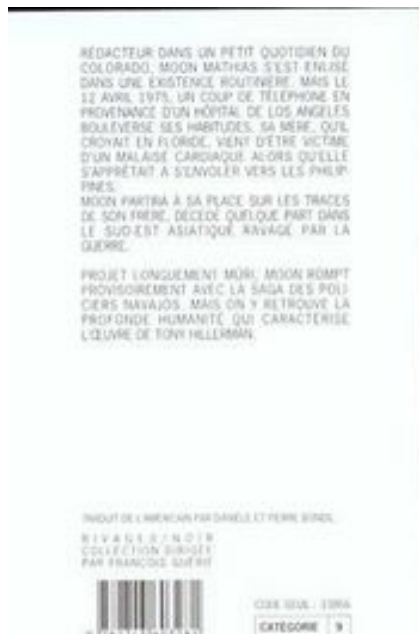 RÉDACTEUR DANS UN PETIT QUOTIDIEN DU
COLORADO, MOON MATHIAS S'EST ENLISÉ
DANS UNE EXISTENCE ROUTINIÈRE. MAIS LE
12 AVRIL 1975, UN COUP DE TÉLÉPHONE EN
PROVENANCE D'UN HÔPITAL DE LOS ANGELES
BOULEVERSE SES HABITUDES. SA MÈRE, QU'IL
CROYAIT EN FLORIDE, VIENT D'ÊTRE VICTIME
D'UN MALAISE CARDIAQUE ALORS QU'ELLE
S'APPRÊTAIT À S'ENVOLER VERS LES PHILIP-
PINES.
MOON PARTIRA À SA PLACE SUR LES TRACES
DE SON FRÈRE, DÉCÉDÉ QUELQUE PART DANS
LE SUD-EST ASIATIQUE RAVAGÉ PAR LA
GUERRE.
PROJET LONGUEMENT MÛRI, MOON ROMPT
PROVISOIREMENT AVEC LA SAGA DES POLI-
CIERS NAVAJOS. MAIS ON Y RETROUVE LA
PROFONDE HUMANITÉ QUI CARACTÉRISE
L'ŒUVRE DE TONY HILLERMAN.
TRADUIT DE L'AMÉRICAIN PAR DANIÈLE ET PIERRE BONDIL
RIVAGES/NOIR
COLLECTION DIRIGÉE
PAR FRANÇOIS GUÉRIF
CODE SEUIL :
CATÉGORIE 9